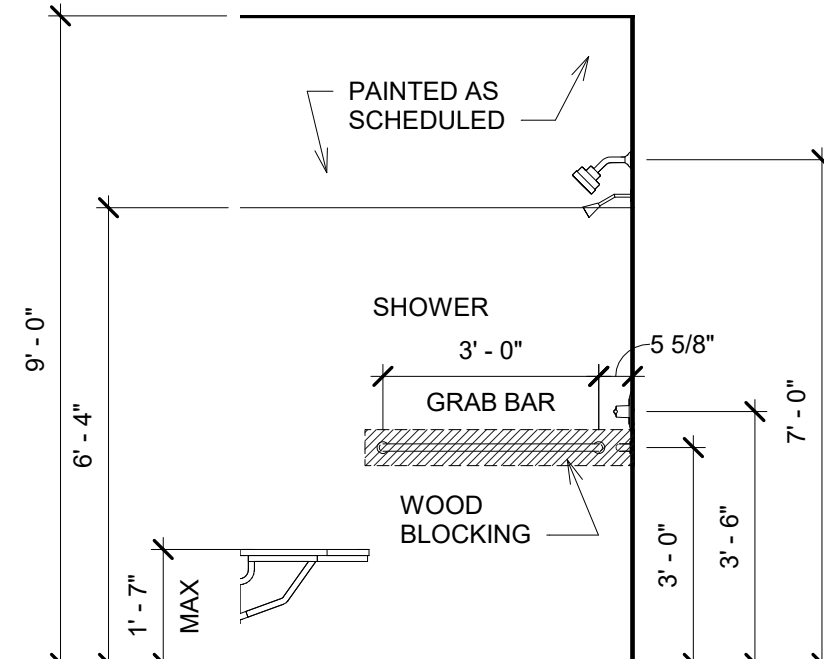 PAINTED AS
SCHEDULED
SHOWER
3' - 0"
5 5/8"
GRAB BAR
9' - 0"
6' - 4"
7' - 0"
WOOD
BLOCKING
3' - 0"
3' - 6"
1' - 7"
MAX